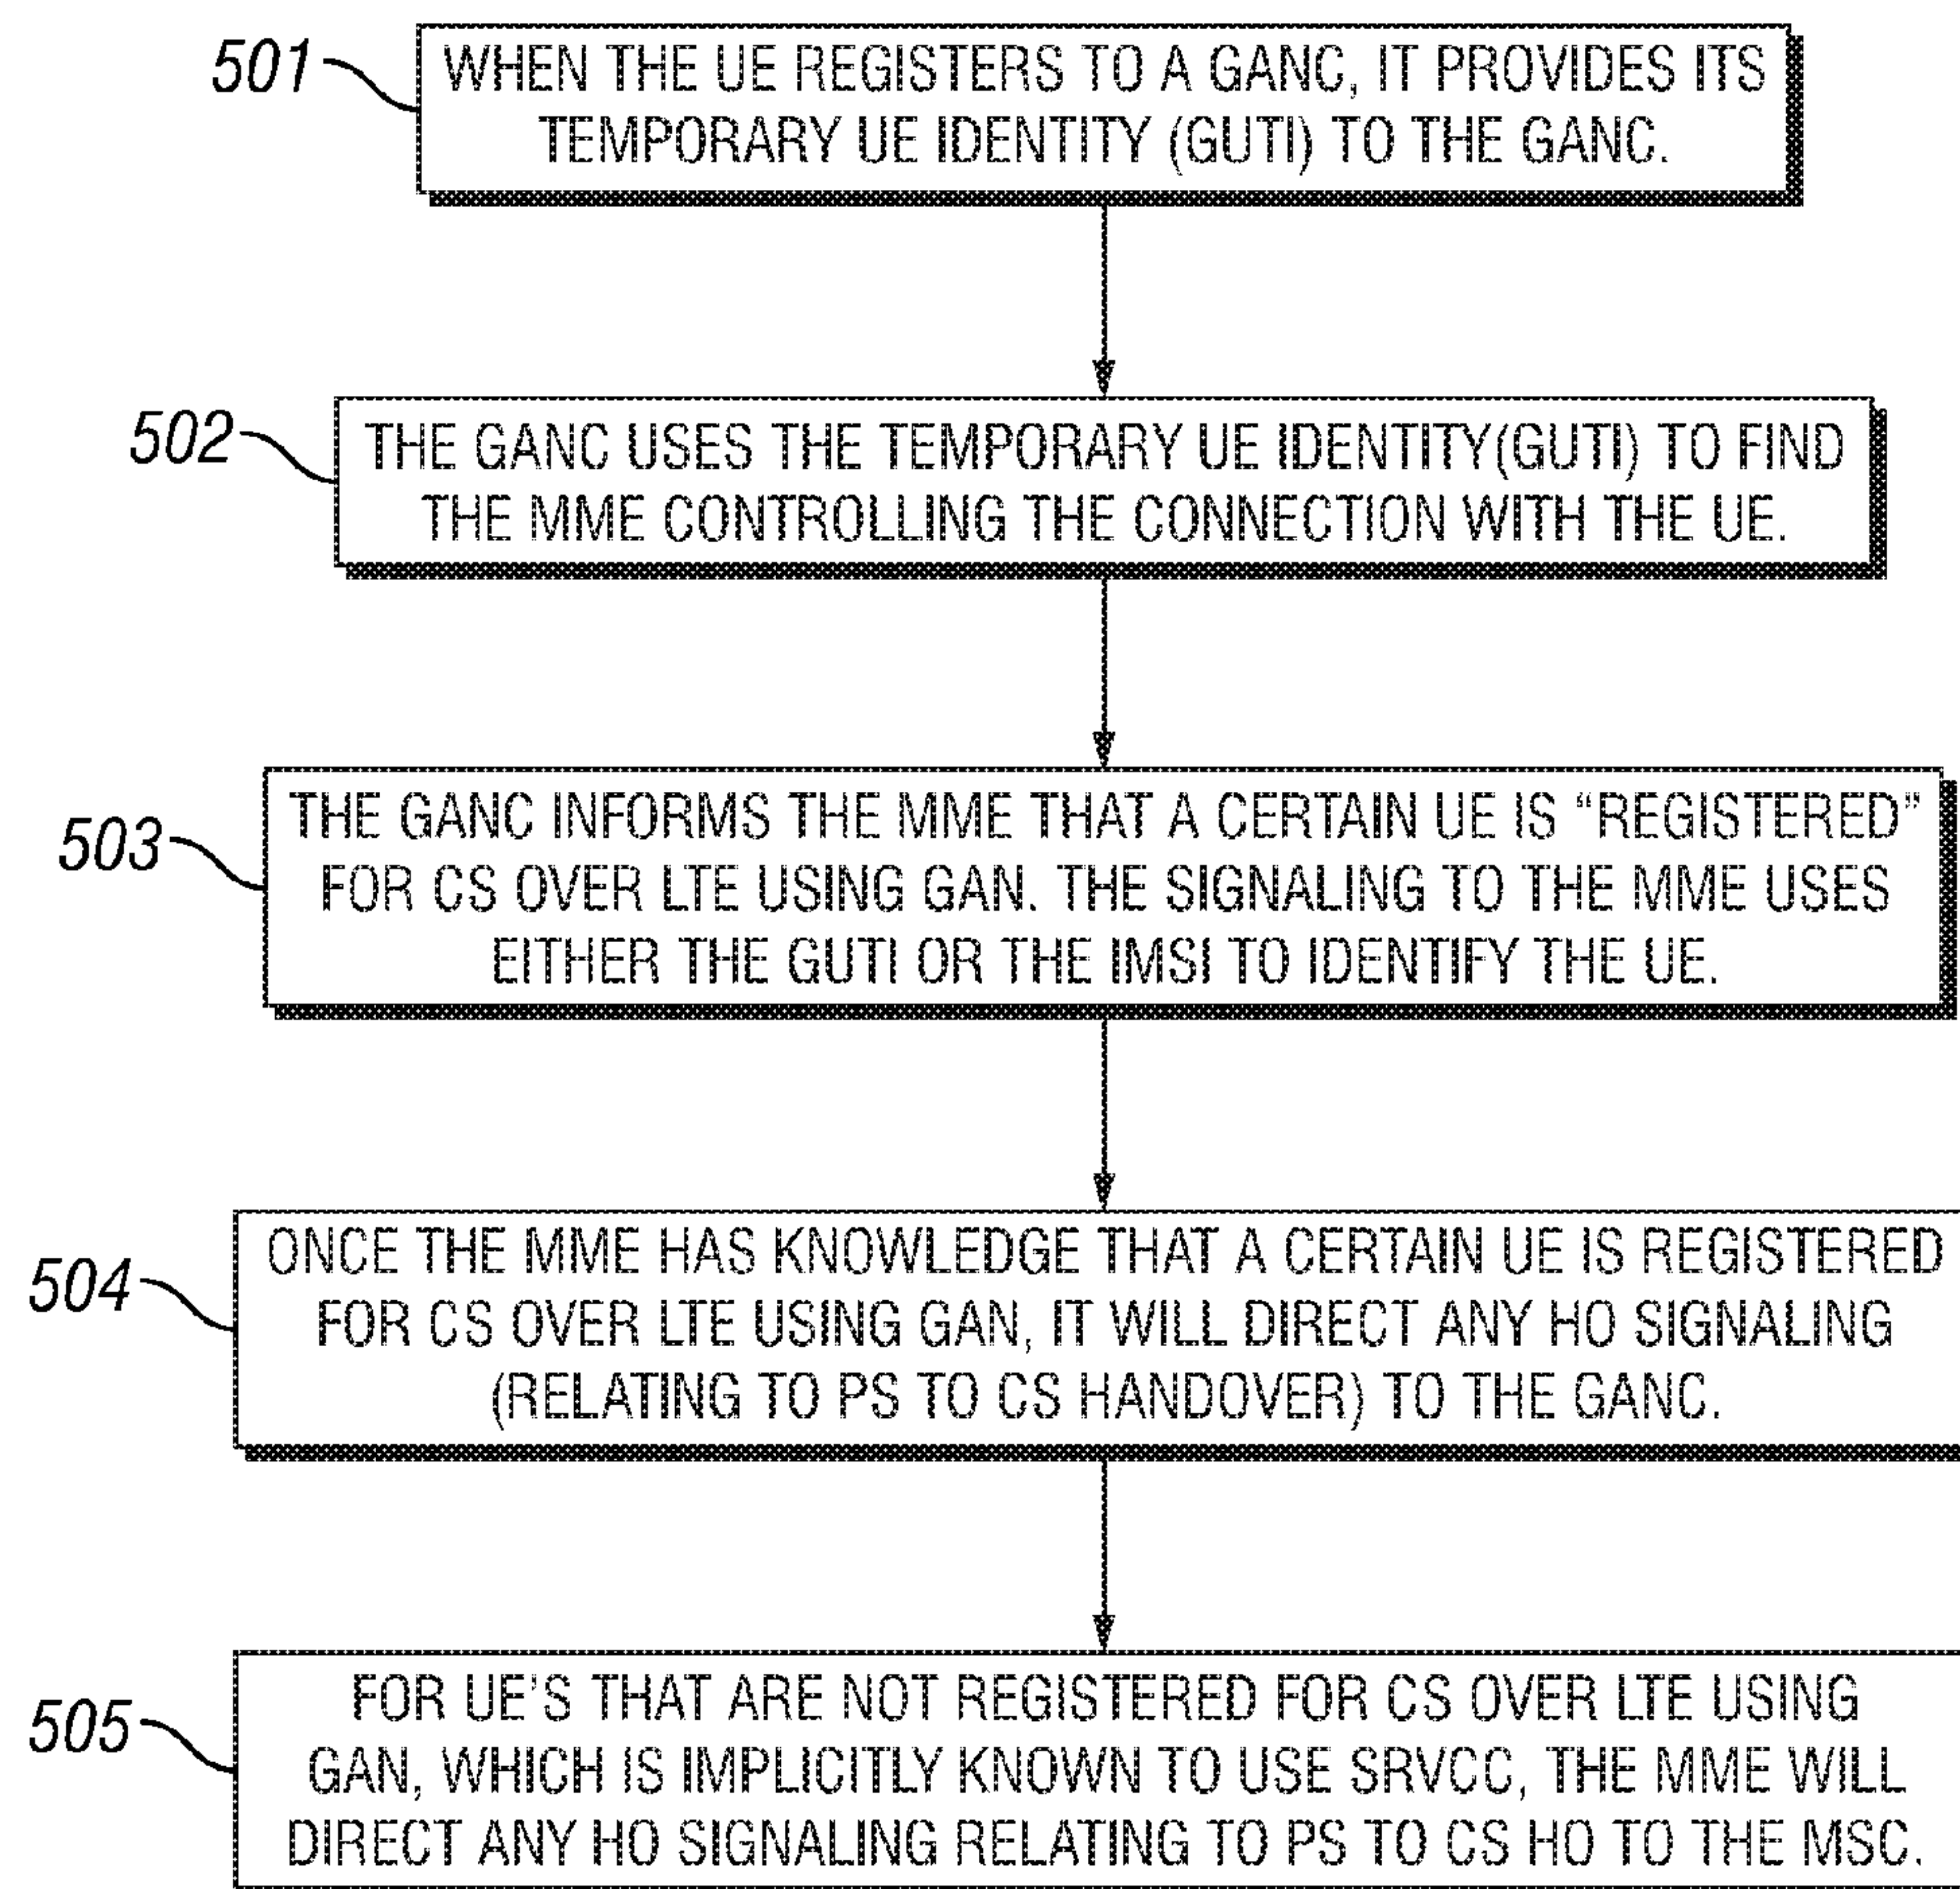 501
WHEN THE UE REGISTERS TO A GANC, IT PROVIDES ITS
TEMPORARY UE IDENTITY (GUTI) TO THE GANC.
502
THE GANC USES THE TEMPORARY UE IDENTITY(GUTI) TO FIND
THE MME CONTROLLING THE CONNECTION WITH THE UE.
503
THE GANC INFORMS THE MME THAT A CERTAIN UE IS “REGISTERED”
FOR CS OVER LTE USING GAN. THE SIGNALING TO THE MME USES
EITHER THE GUTI OR THE IMSI TO IDENTIFY THE UE.
504
ONCE THE MME HAS KNOWLEDGE THAT A CERTAIN UE IS REGISTERED
FOR CS OVER LTE USING GAN, IT WILL DIRECT ANY HO SIGNALING
(RELATING TO PS TO CS HANDOVER) TO THE GANC.
505
FOR UE'S THAT ARE NOT REGISTERED FOR CS OVER LTE USING
GAN, WHICH IS IMPLICITLY KNOWN TO USE SRVCC, THE MME WILL
DIRECT ANY HO SIGNALING RELATING TO PS TO CS HO TO THE MSC.